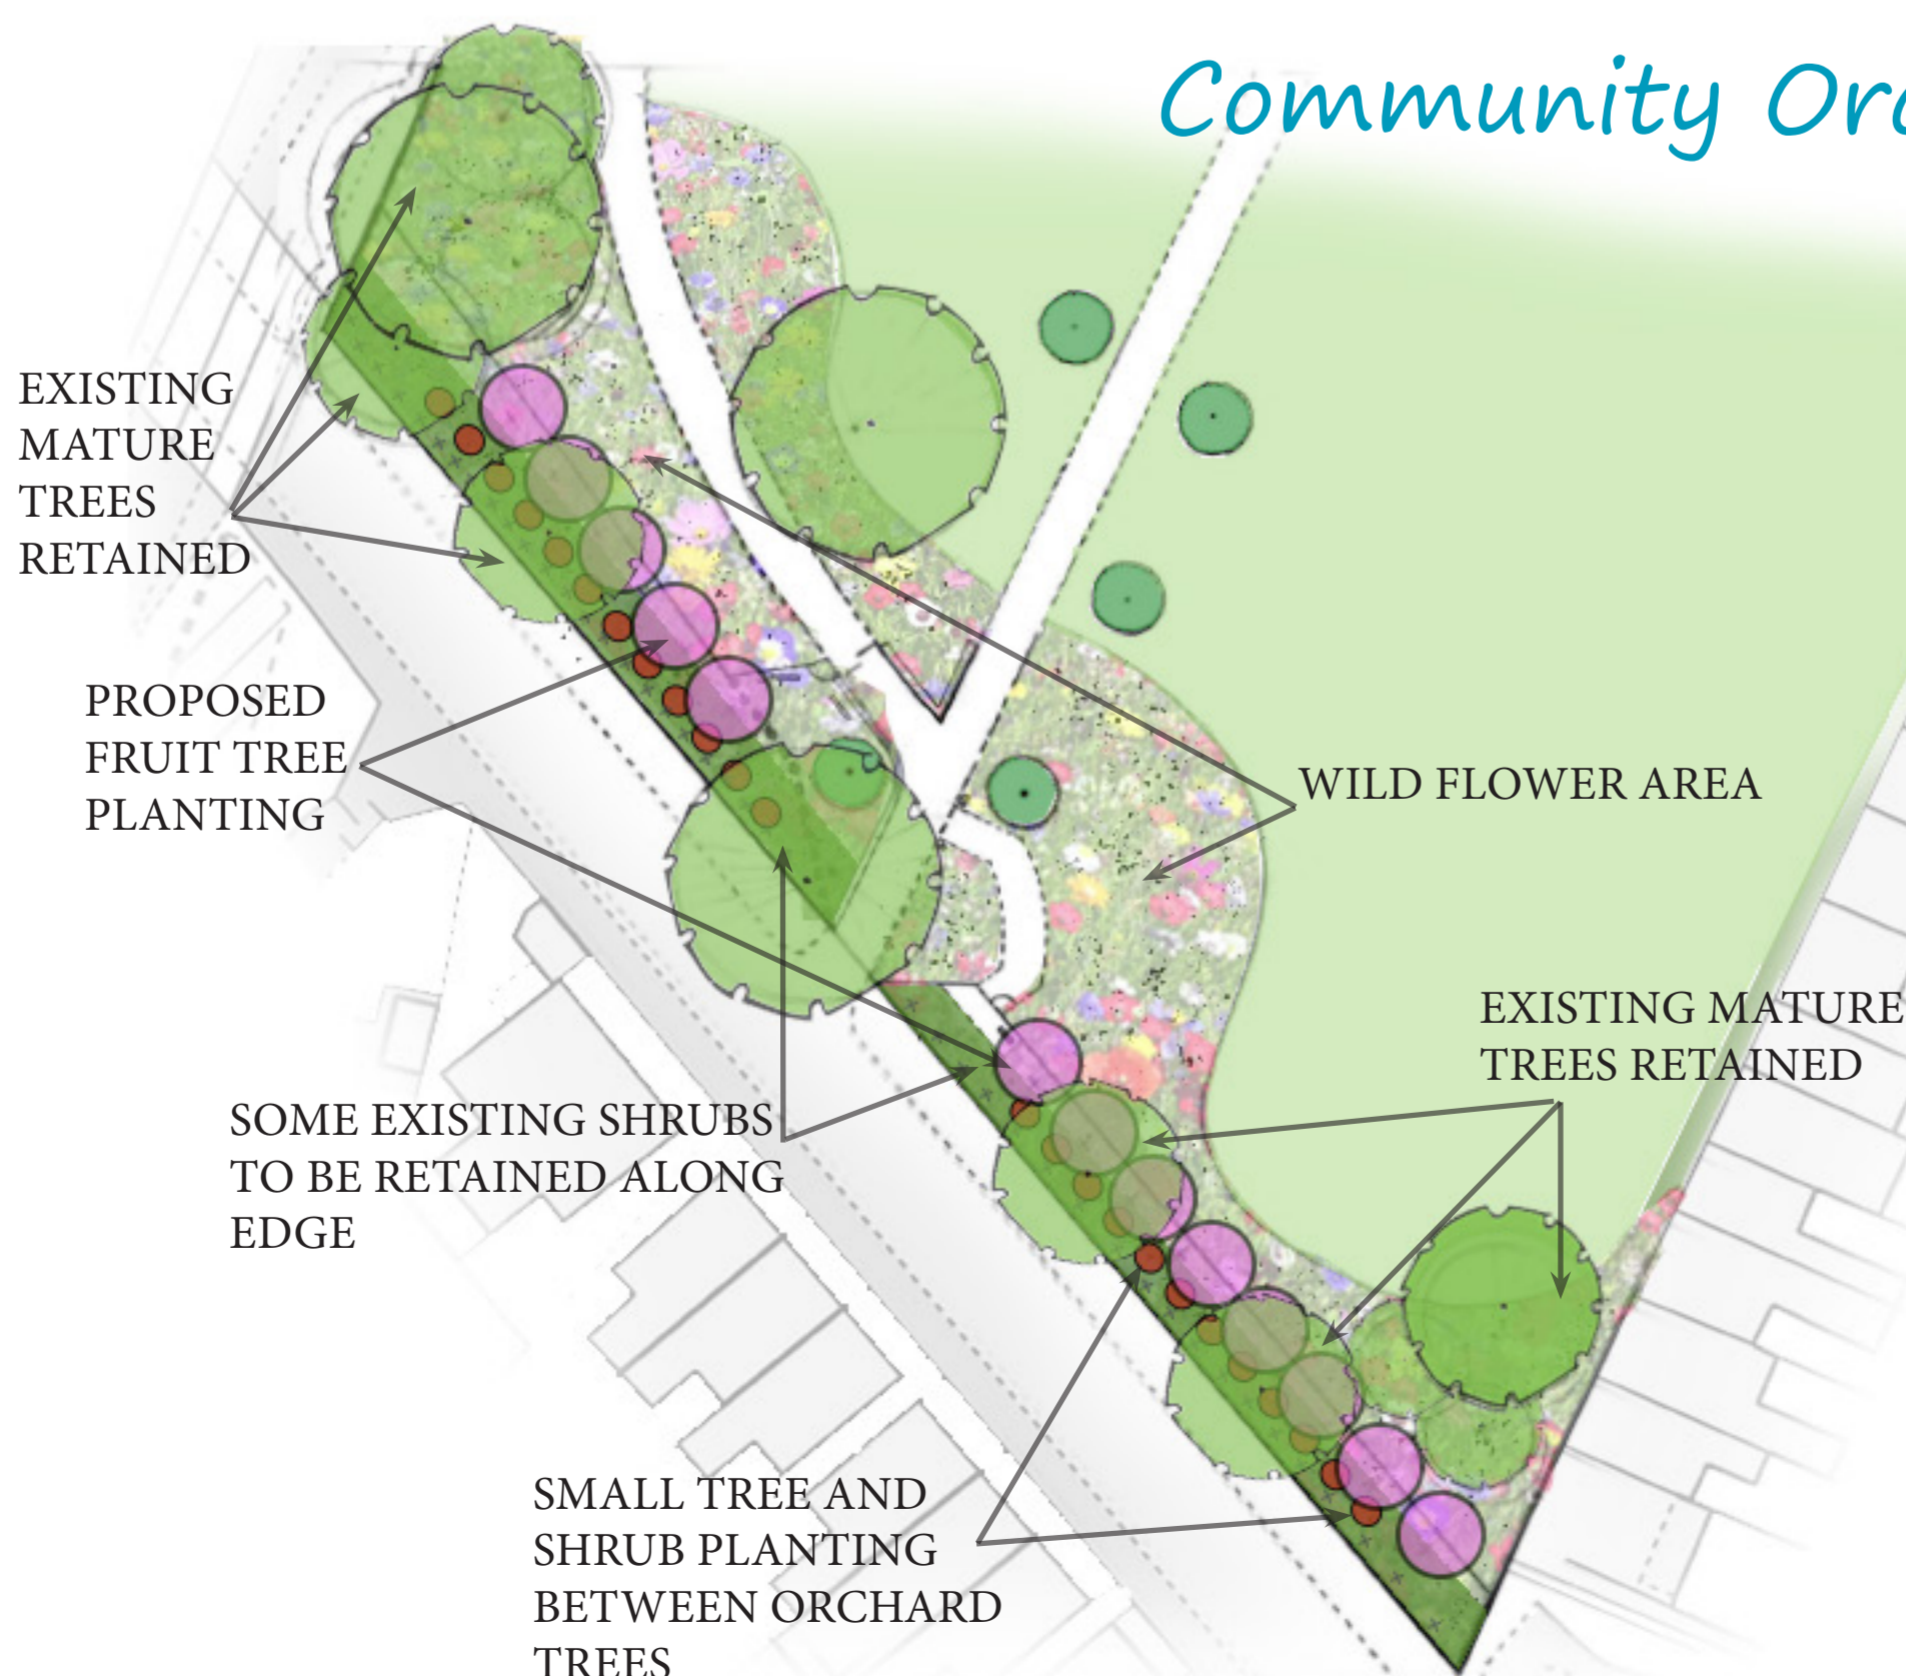 Community
EXISTING
MATURE
TREES
RETAINED
PROPOSED
FRUIT TREE
PLANTING
WILD FLOWER AREA
EXISTING MATURE
TREES RETAINED
SOME EXISTING SHRUBS
TO BE RETAINED ALONG
EDGE
SMALL TREE AND
SHRUB PLANTING
BETWEEN ORCHARD
TREES